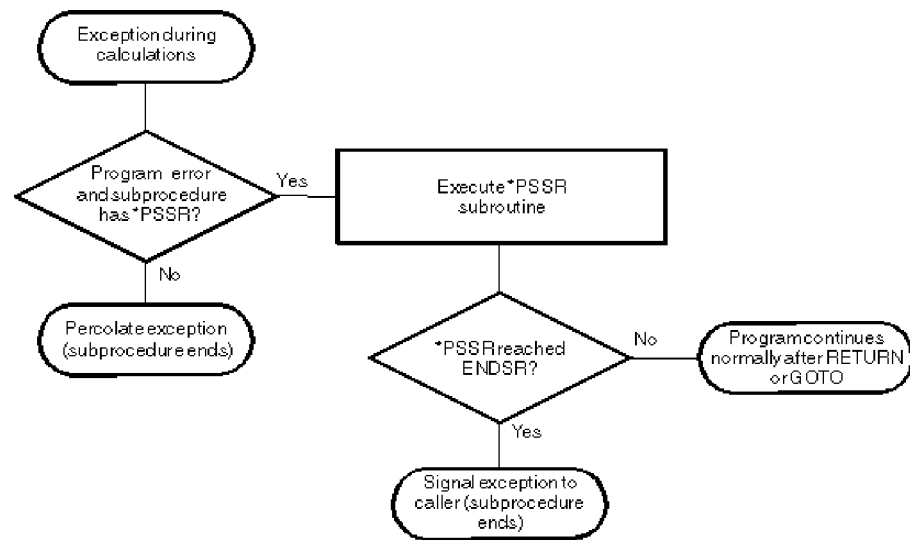 Exception during
calculations
Program error
and subprocedure
has *PSSR?
Yes
Execute *PSSR
subroutine
No
Percolate exception
(subprocedure ends)
*PSSR reached
ENDSR?
No
Program continues
normally after RETURN
or GOTO
Yes
Signal exception to
caller (subprocedure
ends)